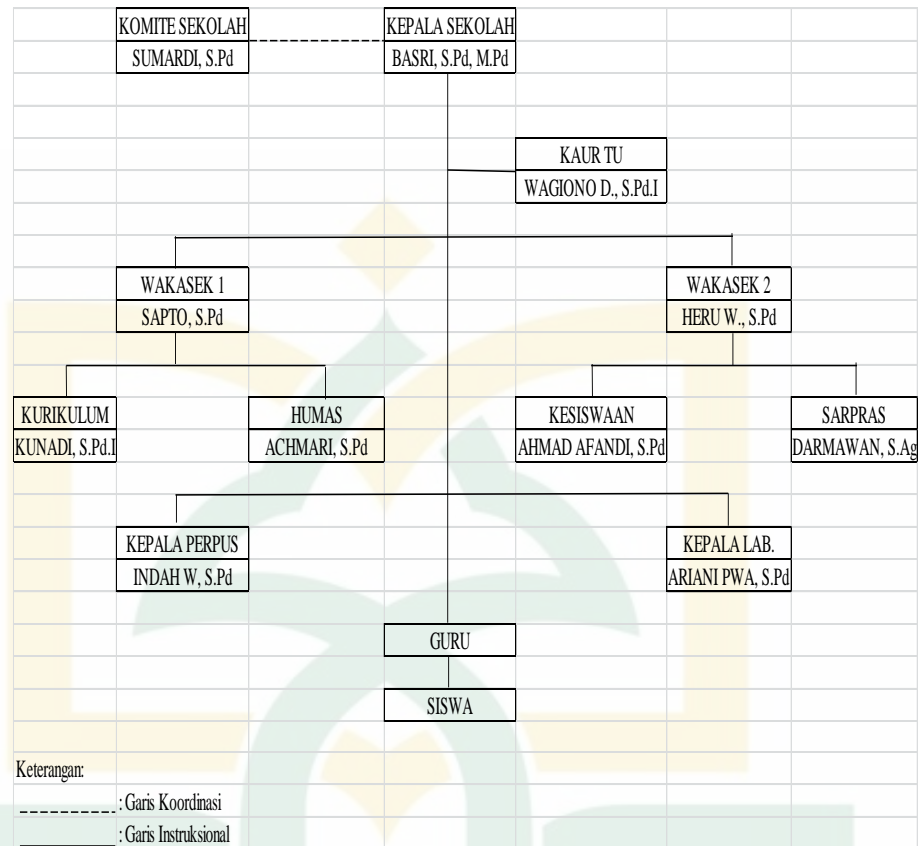 KOMITE SEKOLAH
SUMARDI, S.Pd
KEPALA SEKOLAH
BASRI, S.Pd, M.Pd
KAUR TU
WAGIONO D., S.Pd.I
WAKASEK 1
SAPTO, S.Pd
WAKASEK 2
HERU W., S.Pd
KURIKULUM
KUNADI, S.Pd.I
HUMAS
ACHMARI, S.Pd
KESISWAAN
AHMAD AFANDI, S.Pd
SARPRAS
DARMAWAN, S.Ag
KEPALA PERPUS
INDAH W, S.Pd
KEPALA LAB.
ARIANI PWA, S.Pd
GURU
SISWA
Keterangan:
: Garis Koordinasi
: Garis Instruksional